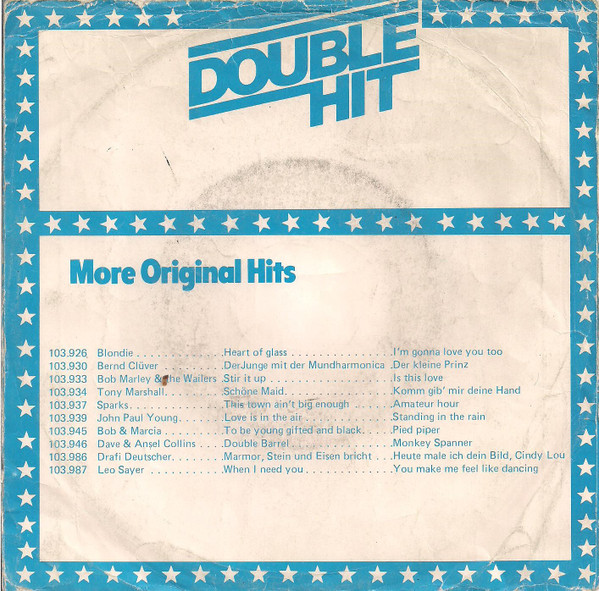 DOUBLE
HIT
More Original Hits
103.926 Blondie . . . . . . . . . . . . Heart of glass . . . . . . . . . . . . . . . I'm gonna love you too
103.930 Bernd Clüver . . . . . . . . . DerJunge mit der Mundharmonica . Der kleine Prinz
103.933 Bob Marley & the Wailers Stir it up . . . . . . . . . . . . . . . . . . . Is this love
103.934 Tony Marshall. . . . . . . . . Schöne Maid. . . . . . . . . . . . . . . . Komm gib' mir deine Hand
103.937 Sparks. . . . . . . . . . . . . . This town ain't big enough . . . . . . Amateur hour
103.939 John Paul Young. . . . . . . Love is in the air . . . . . . . . . . . . . Standing in the rain
103.945 Bob & Marcia . . . . . . . . . To be young gifted and black. . . . . Pied piper
103.946 Dave & Ansel Collins . . . . Double Barrel. . . . . . . . . . . . . . . Monkey Spanner
103.986 Drafi Deutscher. . . . . . . . Marmor, Stein und Eisen bricht . . . Heute male ich dein Bild, Cindy Lou
103.987 Leo Sayer . . . . . . . . . . . When I need you . . . . . . . . . . . . . You make me feel like dancing